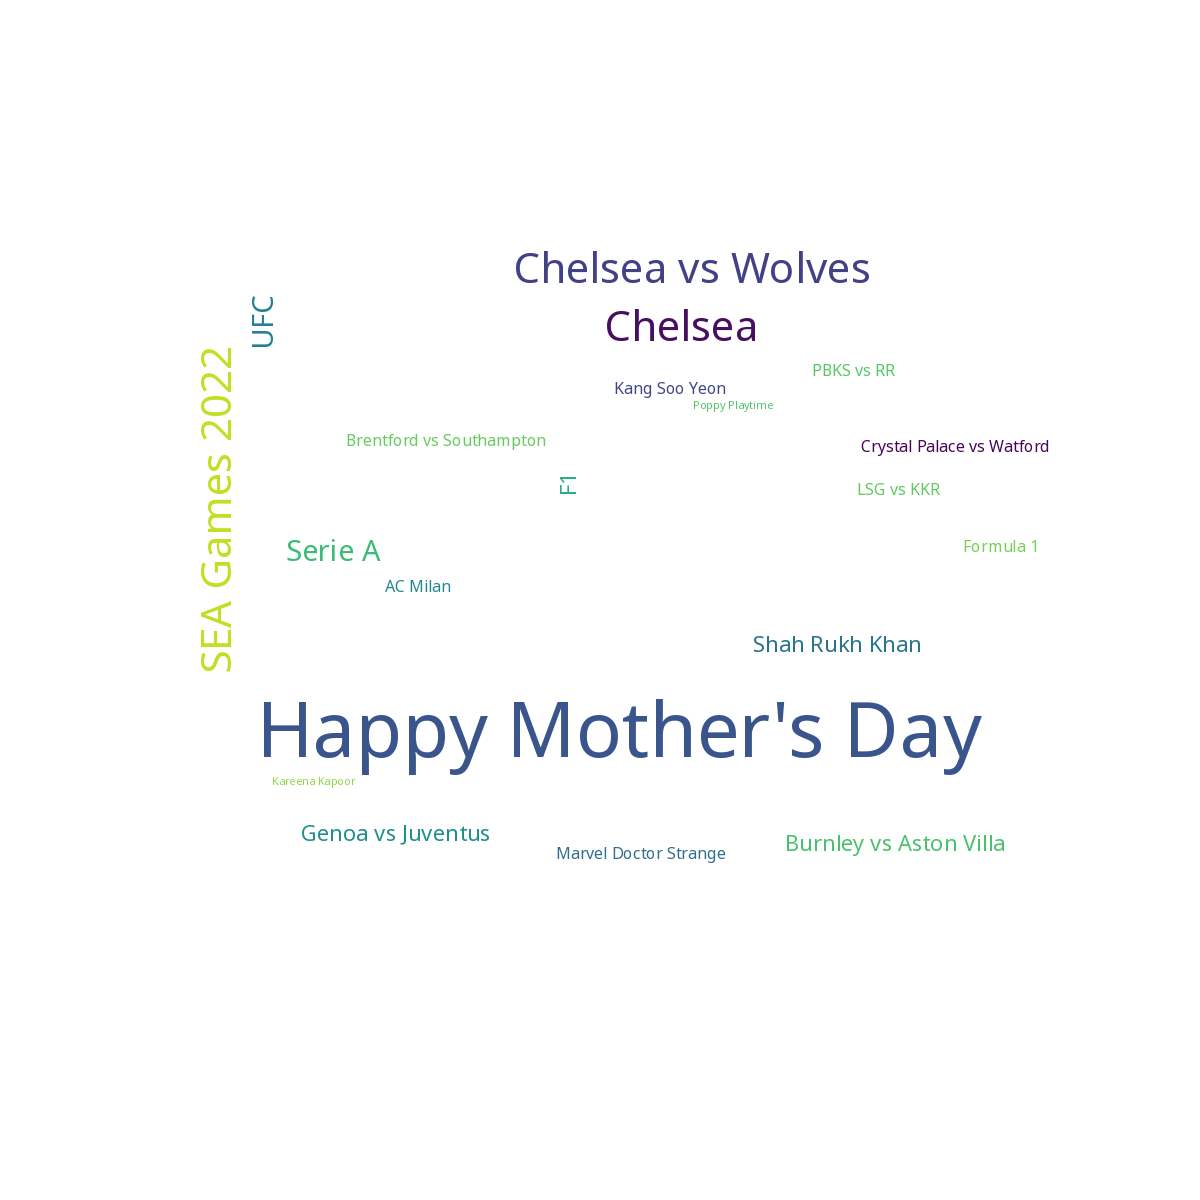 Chelsea vs Wolves
UFC
Chelsea
SEA Games 2022
PBKS vs RR
Kang Soo Yeon
Poppy Playtime
Brentford vs Southampton
Crystal Palace vs Watford
F1
LSG vs KKR
Serie A
Formula 1
AC Milan
Shah Rukh Khan
Happy Mother's Day
Kareena Kapoor
Genoa vs Juventus
Burnley vs Aston Villa
Marvel Doctor Strange